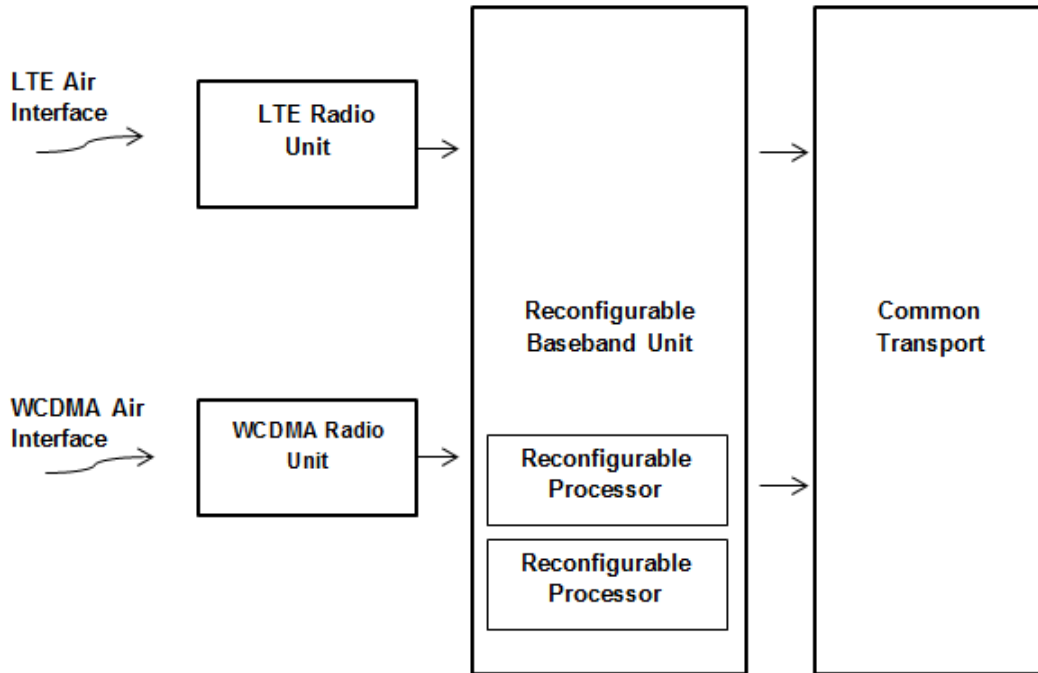 LTE Air
Interface
LTE Radio
Unit
WCDMA Air
Interface
WCDMA Radio
Unit
Reconfigurable
Baseband Unit
Reconfigurable
Processor
Reconfigurable
Processor
Common
Transport